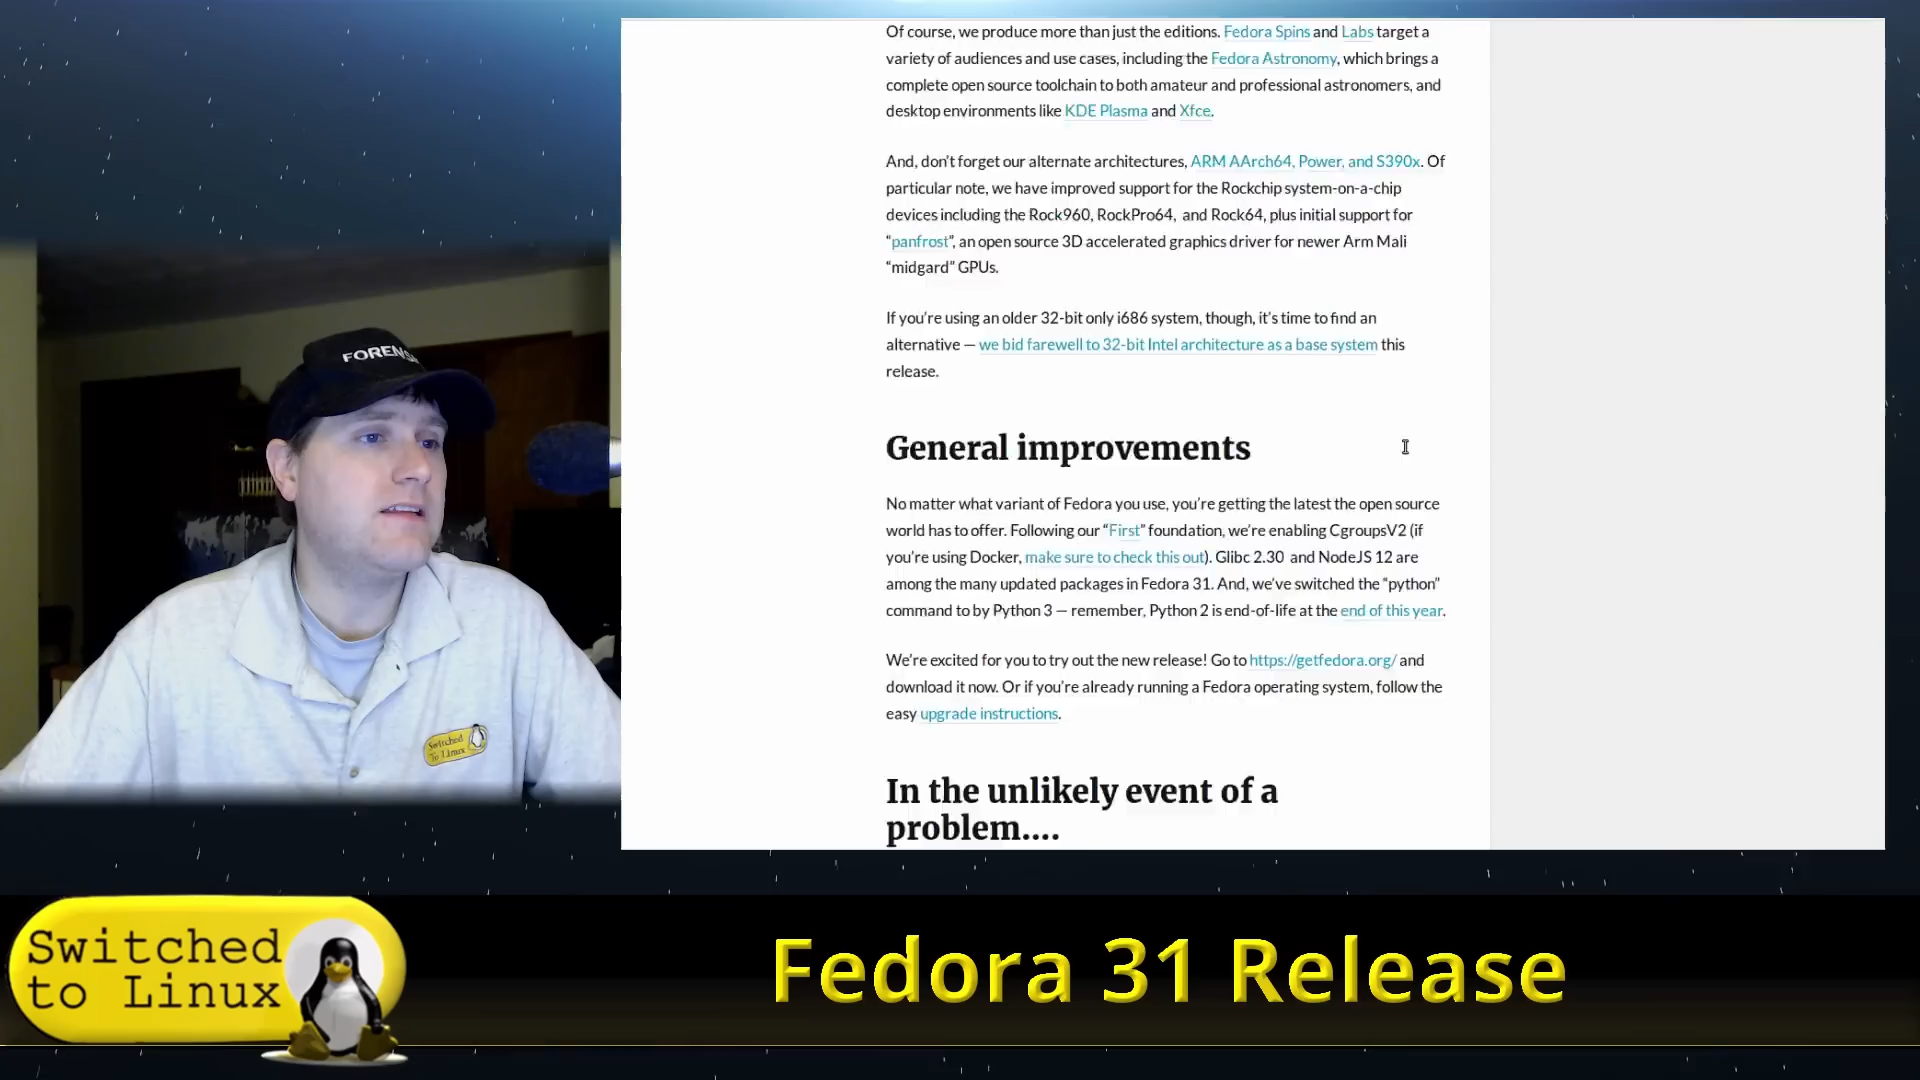 Of course, we produce more than just the editions. Fedora Spins and Labs target a
variety of audiences and use cases, including the Fedora Astronomy, which brings a
complete open source toolchain to both amateur and professional astronomers, and
desktop environments like KDE Plasma and Xfce.
And, don’t forget our alternate architectures, ARM AArch64, Power, and S390x. Of
particular note, we have improved support for the Rockchip system-on-a-chip
devices including the Rock960, RockPro64,  and Rock64, plus initial support for
“panfrost”, an open source 3D accelerated graphics driver for newer Arm Mali
“midgard” GPUs.
If you’re using an older 32-bit only i686 system, though, it’s time to find an
alternative — we bid farewell to 32-bit Intel architecture as a base system this
release.
General improvements
No matter what variant of Fedora you use, you’re getting the latest the open source
world has to offer. Following our “First” foundation, we’re enabling CgroupsV2 (if
you’re using Docker, make sure to check this out). Glibc 2.30  and NodeJS 12 are
among the many updated packages in Fedora 31. And, we’ve switched the “python”
command to by Python 3 — remember, Python 2 is end-of-life at the end of this year.
We’re excited for you to try out the new release! Go to https://getfedora.org/ and
download it now. Or if you’re already running a Fedora operating system, follow the
easy upgrade instructions.
In the unlikely event of a
problem….
Switched
To Linux
Switched
to Linux
Fedora 31 Release